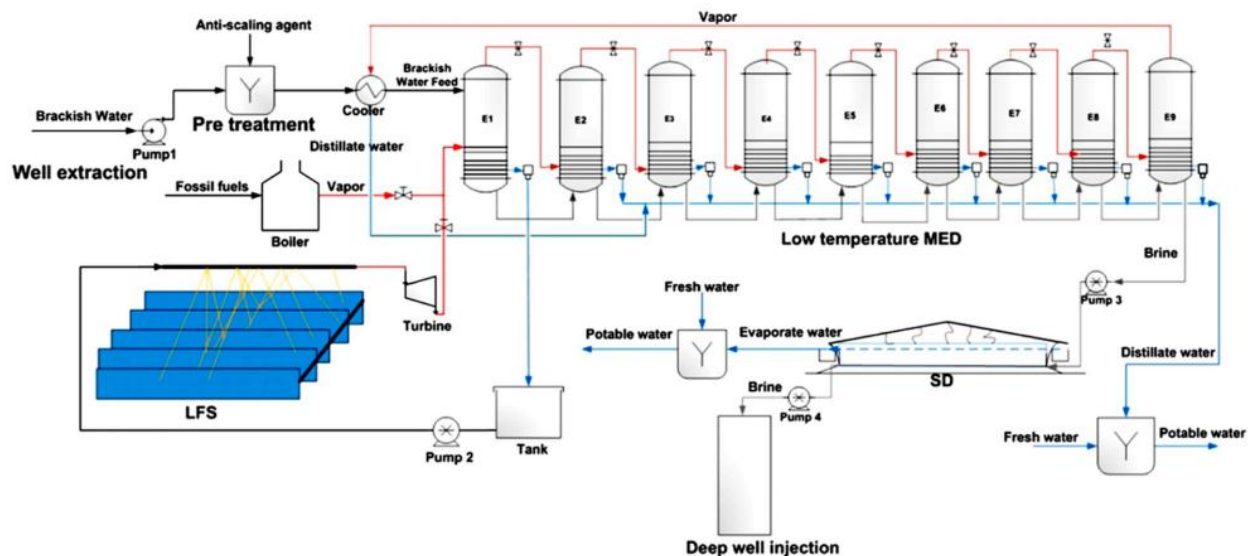 Vapor
Anti-scaling agent
Brackish
Water Feed
Brackish Water
Pump1
Pre treatment
Cooler
Well extraction
Distillate water
E1
E2
E3
E4
E5
E6
E7
E8
E9
Fossil fuels
Vapor
Boiler
Low temperature MED
Brine
Turbine
Pump 3
Fresh water
Potable water
Evaporate water
SD
Distillate water
LFS
Brine
Pump 4
Tank
Pump 2
Fresh water
Potable water
Deep well injection